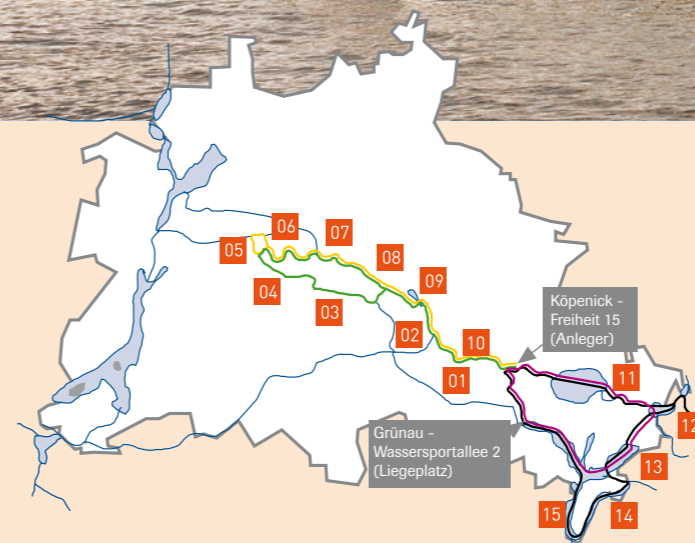 06
07
05
08
04
09
03
Köpenick -
Freiheit 15
(Anleger)
02
10
01
11
12
Grünau -
Wassersportallee 2
(Liegeplatz)
13
14
15